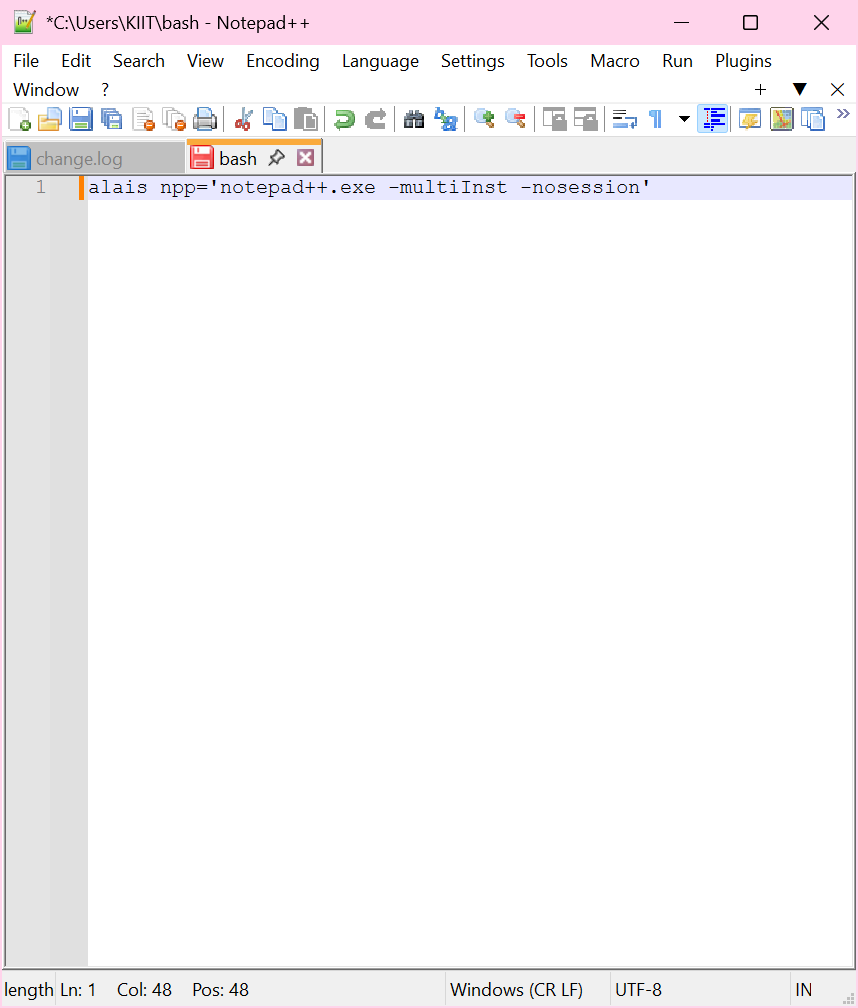 *C:\Users\KIIT\bash - Notepad++
File Edit Search View Encoding Language Settings Tools Macro Run Plugins
Window ? +
change.log bash
1 alais npp='notepad++.exe -multiInst -nosession'
length Ln: 1 Col: 48 Pos: 48 Windows (CR LF) UTF-8 IN